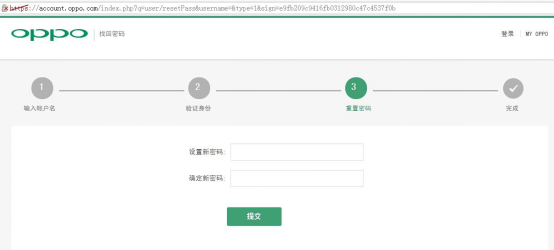 https://account.oppo.com/index.php?q=user/resetPass&username=&type=1&sign=e9fb209c9416fb0312980c47c4537f0b
oppo 找回密码 登录 MY OPPO
1 2 3
输入帐户名 验证身份 重置密码 完成
设置新密码:
确定新密码:
提交